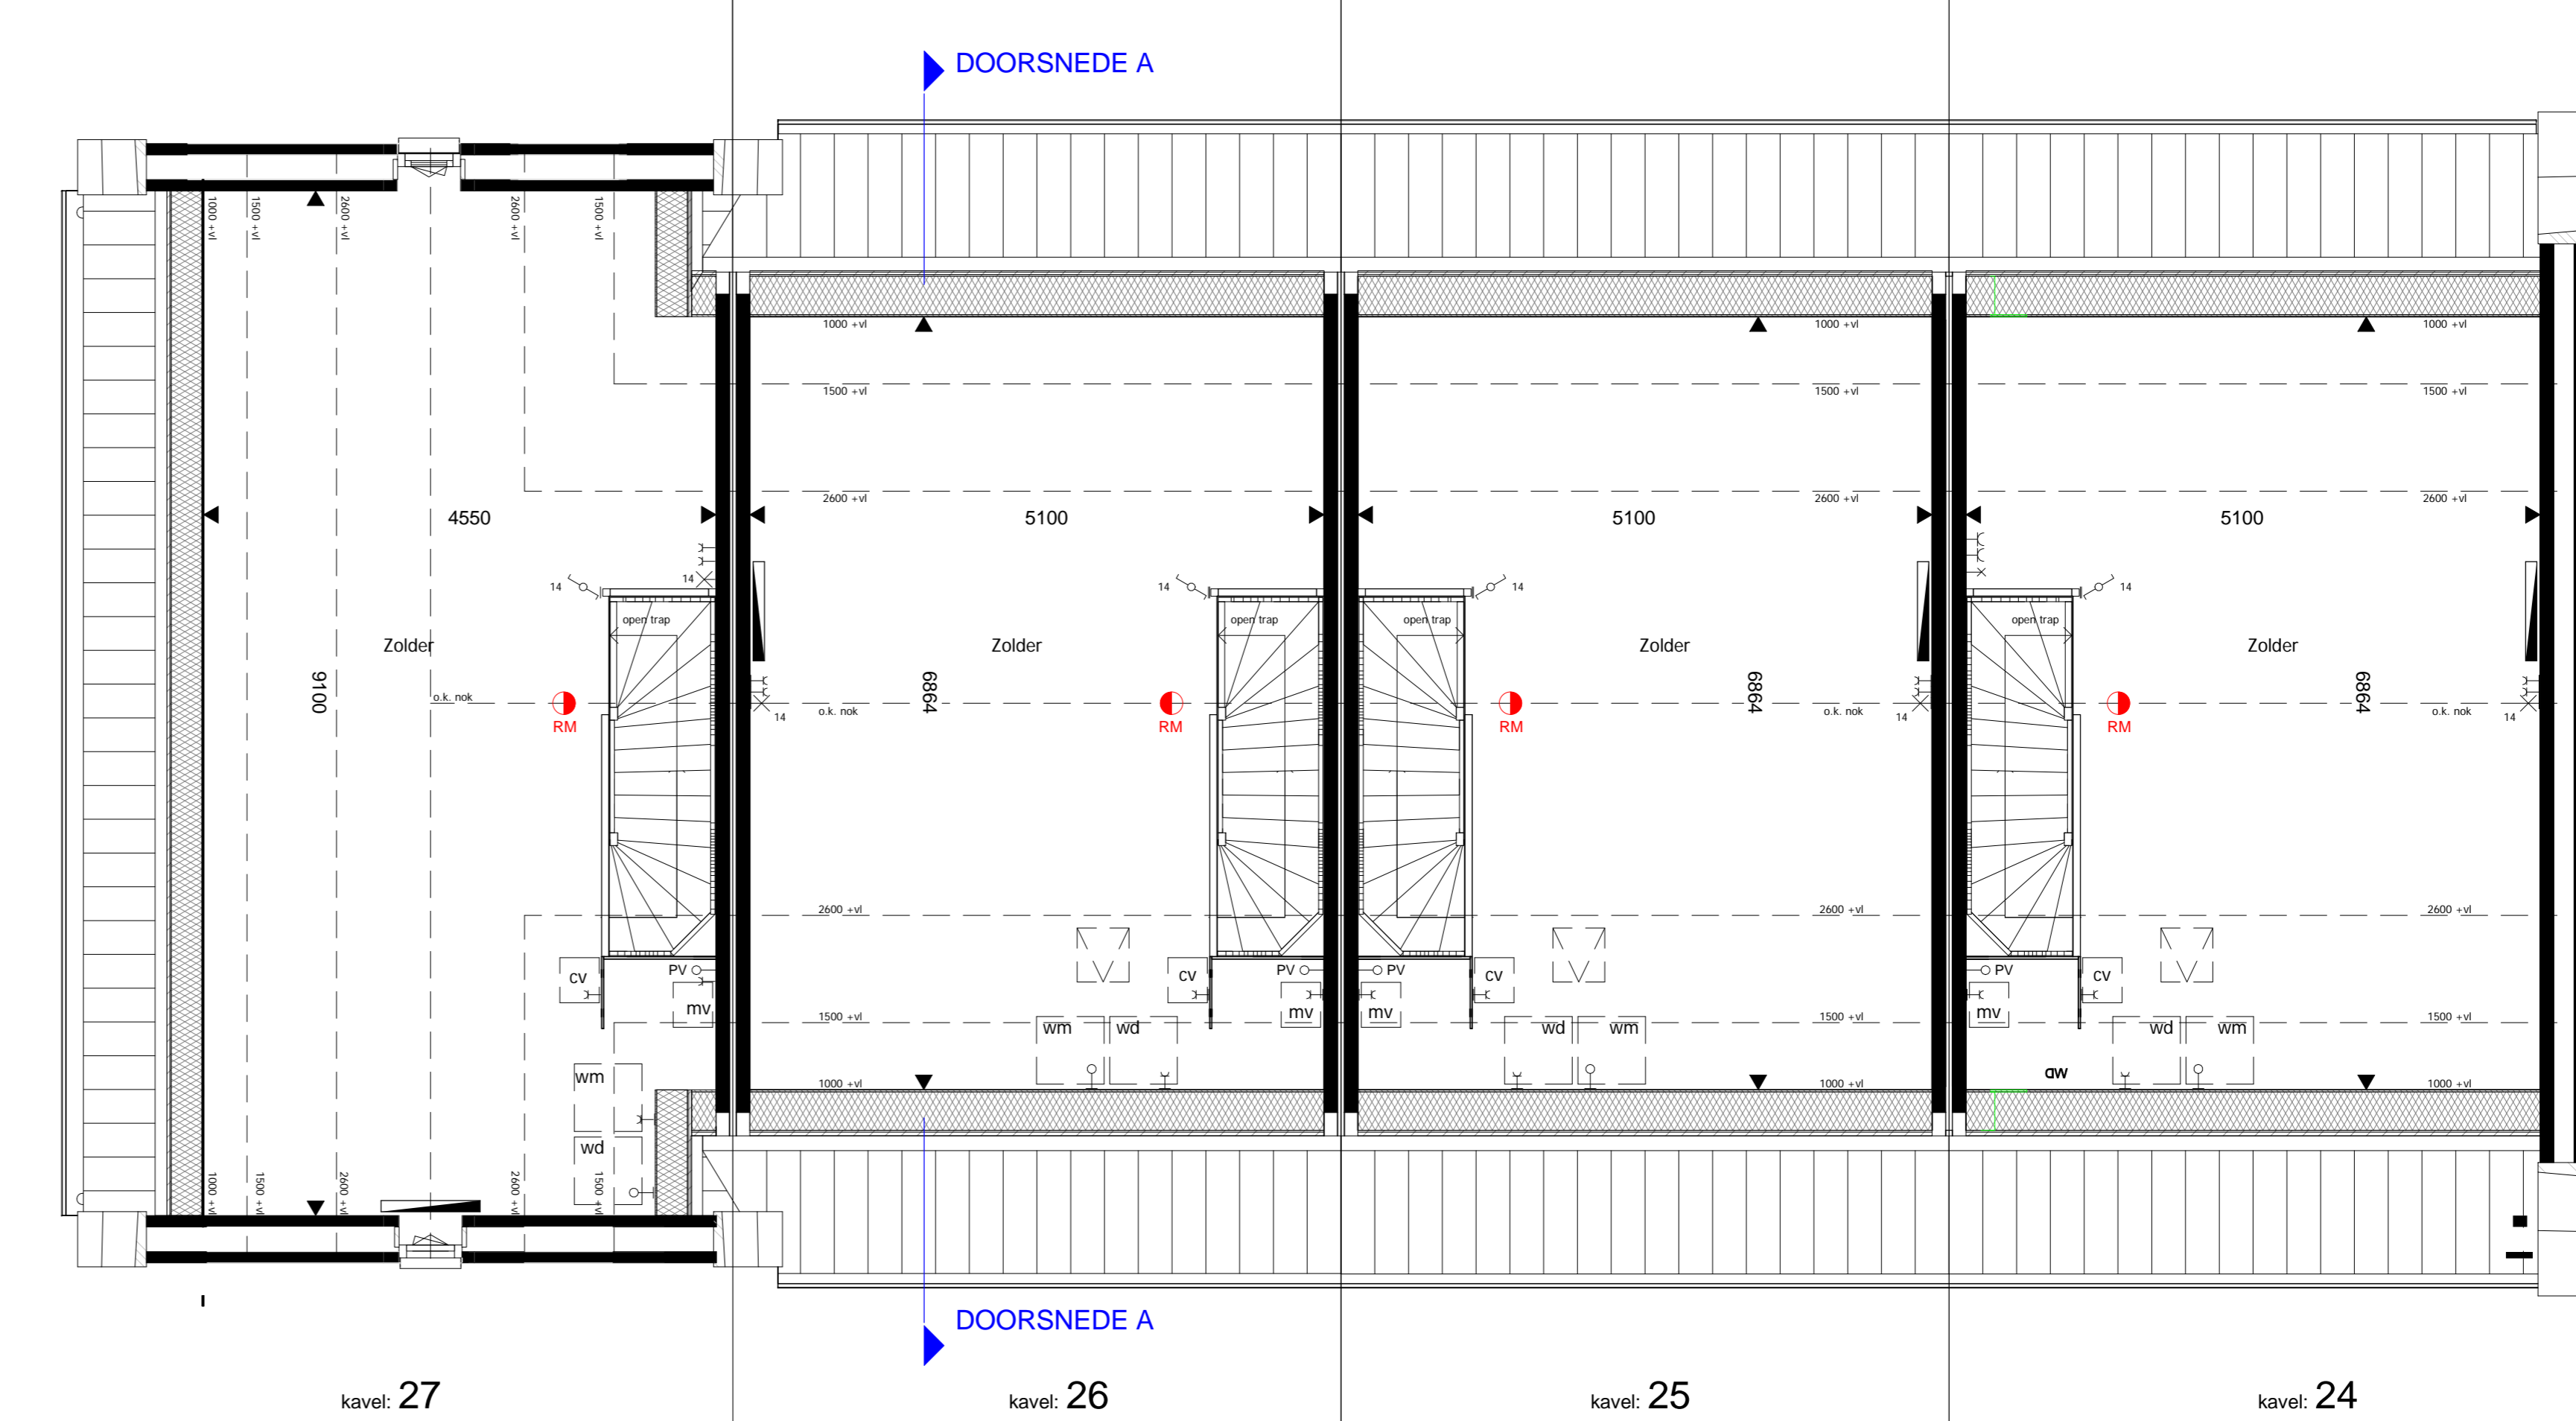 DOORSNEDE A
1000 +vl
1500 +vl
2600 +vl
2600 +vl
1500 +vl
1000 +vl
1000 +vl
1000 +vl
1500 +vl
1500 +vl
1500 +vl
2600 +vl
2600 +vl
2600 +vl
4550
5100
5100
5100
14
14
14
14
14
open trap
open trap
open trap
open trap
Zolder
Zolder
Zolder
Zolder
9100
6864
6864
6864
o.k. nok
o.k. nok
o.k. nok
o.k. nok
14
14
14
RM
RM
RM
RM
2600 +vl
2600 +vl
2600 +vl
cv
PV
mv
cv
PV
mv
PV
mv
cv
PV
mv
cv
1500 +vl
1500 +vl
1500 +vl
wm
wd
wd
wm
wd
wm
wm
wd
WD
1000 +vl
1000 +vl
1000 +vl
1000 +vl
1500 +vl
2600 +vl
2600 +vl
1500 +vl
DOORSNEDE A
kavel: 27
kavel: 26
kavel: 25
kavel: 24